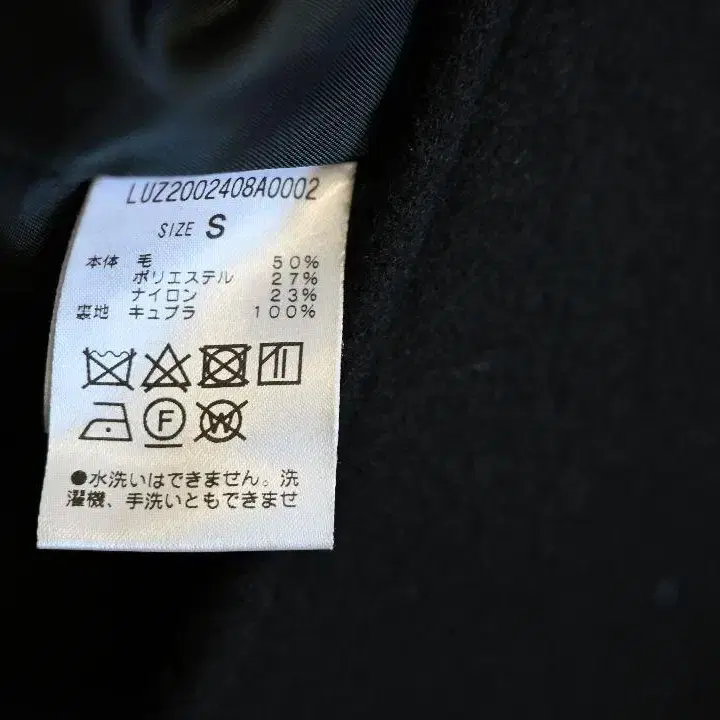 LUZ2002408A0002
SIZE S
本体 毛 50%
ポリエステル 27%
ナイロン 23%
裏地 キュプラ 100%
F W
●水洗いはできません。洗
濯機、手洗いともできませ